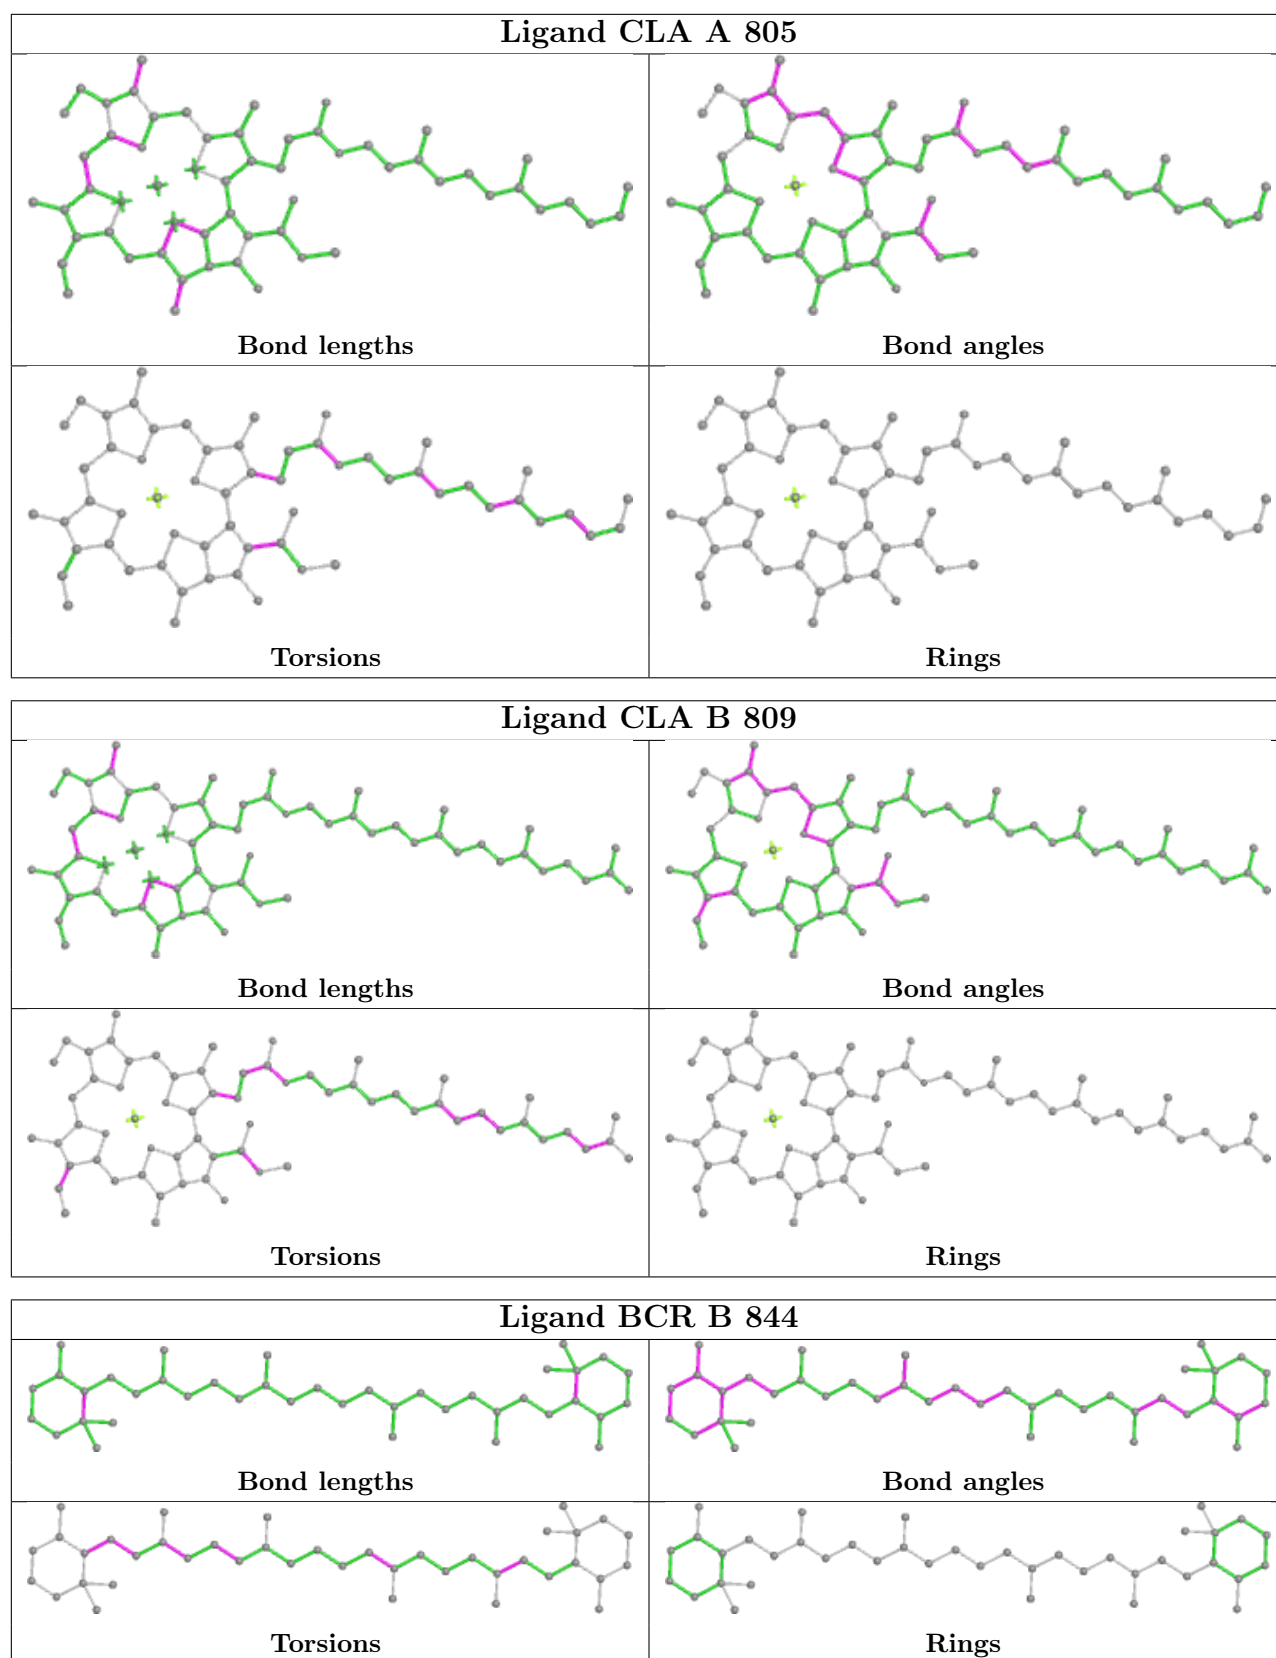 Ligand CLA A 805
Bond lengths
Bond angles
Torsions
Rings
Ligand CLA B 809
Bond lengths
Bond angles
Torsions
Rings
Ligand BCR B 844
Bond lengths
Bond angles
Torsions
Rings